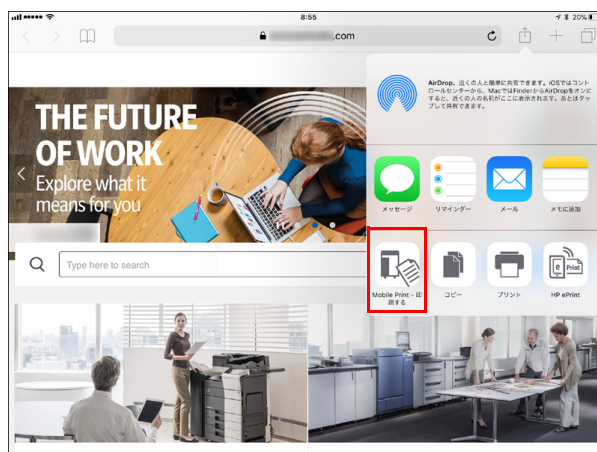 8:55
20%
.com
AirDrop。近くの人と簡単に共有できます。iOSではコント
ロールセンターから、MacではFinderからAirDropをオンに
すると、近くの人の名前がここに表示されます。あとはタッ
プして共有できます。
THE FUTURE
OF WORK
Explore what it
means for you
メッセージ
リマインダー
メール
メモに追加
Type here to search
Mobile Print - 印
刷する
コピー
プリント
e Print
HP ePrint